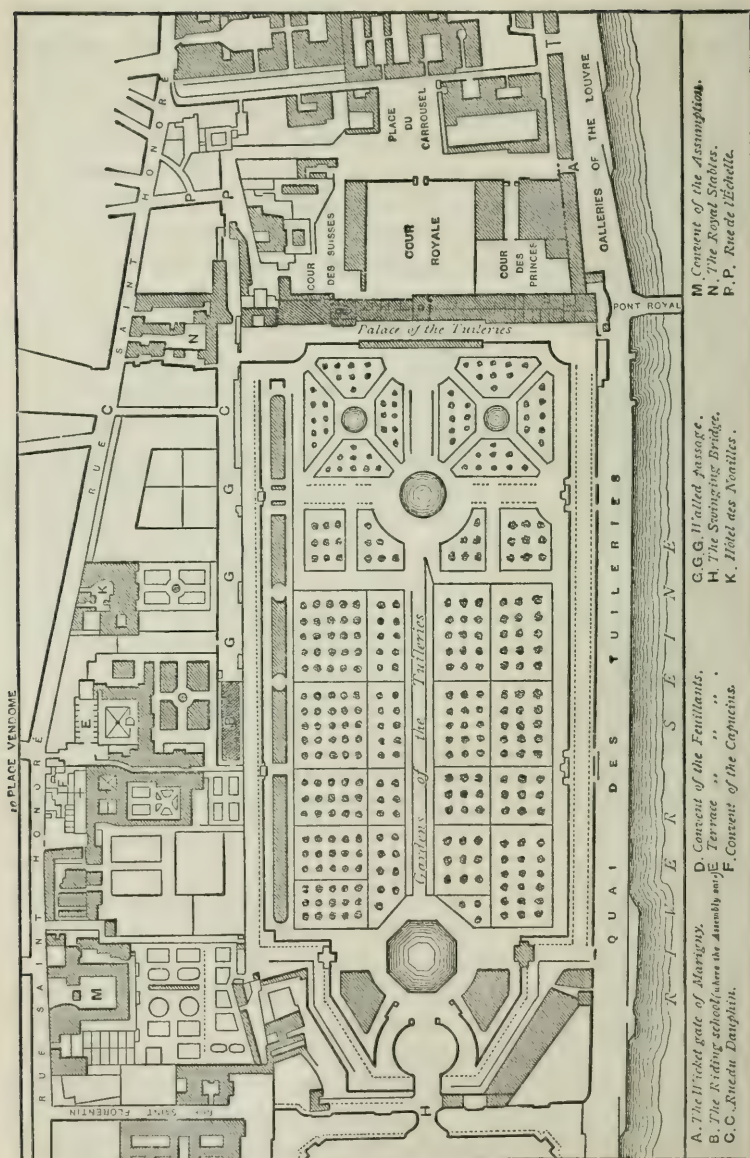 TO PLACE VENDOME
RUE SAINT HONORÉ
RUE SAINT HONORÉ
RUE SAINT FLORENTIN
M
F
E
D
B
K
G G G
C C
N
P P
H
A
T
PLACE
DU
CARROUSEL
COUR
DES SUISSES
COUR
ROYALE
COUR
DES
PRINCES
GALLERIES OF THE LOUVRE
PONT ROYAL
Palace of the Tuileries
Gardens of the Tuileries
QUAI DES TUILERIES
RIVER SEINE
A. The Wicket gate of Marigny.
B. The Riding school (where the Assembly sat)
C.C. Rue du Dauphin.
D. Convent of the Feuillants.
E. Terrace „ „ „ .
F. Convent of the Capucins.
G.G.G. Walled passage.
H. The Swinging Bridge.
K. Hôtel des Noailles.
M. Convent of the Assumption.
N. The Royal Stables.
P.P. Rue de l'Échelle.